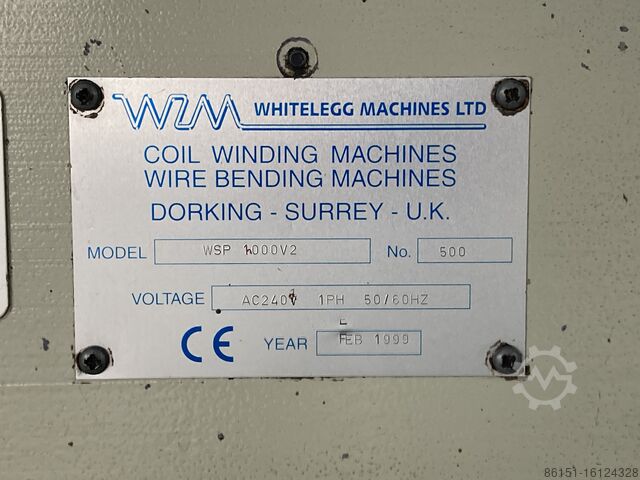 WM WHITELEGG MACHINES LTD
COIL WINDING MACHINES
WIRE BENDING MACHINES
DORKING - SURREY - U.K.
MODEL WSP 1000V2 No. 500
VOLTAGE AC240V 1PH 50/60HZ
CE YEAR FEB 1999
86151-16124328